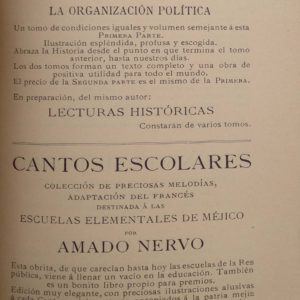 LA ORGANIZACIÓN POLÍTICA
Un tomo de condiciones iguales y volumen semejante á esta
PRIMERA PARTE.
Ilustración espléndida, profusa y escogida.
Abraza la Historia desde el punto en que termina el tomo
anterior, hasta nuestros días.
Los dos tomos forman un texto completo y una obra de
positiva utilidad para todo el mundo.
El precio de la SEGUNDA PARTE es el mismo de la PRIMERA.
En preparación, del mismo autor:
LECTURAS HISTÓRICAS
Constarán de varios tomos.
CANTOS ESCOLARES
COLECCIÓN DE PRECIOSAS MELODÍAS,
ADAPTACIÓN DEL FRANCÉS
DESTINADA Á LAS
ESCUELAS ELEMENTALES DE MÉJICO
POR
AMADO NERVO
Esta obrita, de que carecían hasta hoy las escuelas de la Re
pública, viene á llenar un vacío en la educación. También
es un bonito libro propio para premios.
Edición muy elegante, con preciosas ilustraciones alusivas
á la patria mejic